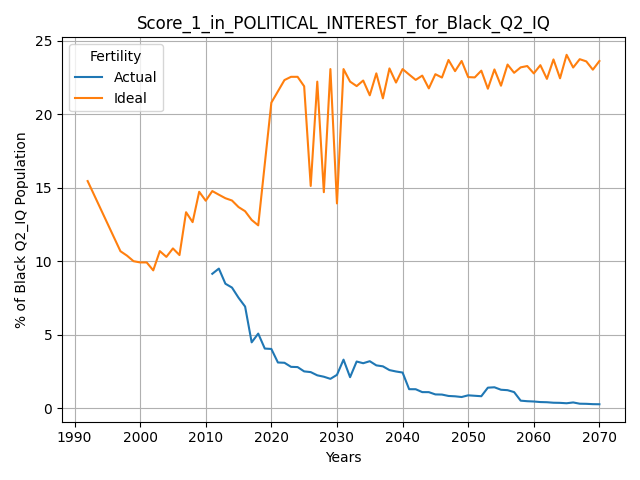 Score_1_in_POLITICAL_INTEREST_for_Black_Q2_IQ
Fertility
Actual
Ideal
% of Black Q2_IQ Population
25
20
15
10
5
0
1990 2000 2010 2020 2030 2040 2050 2060 2070
Years